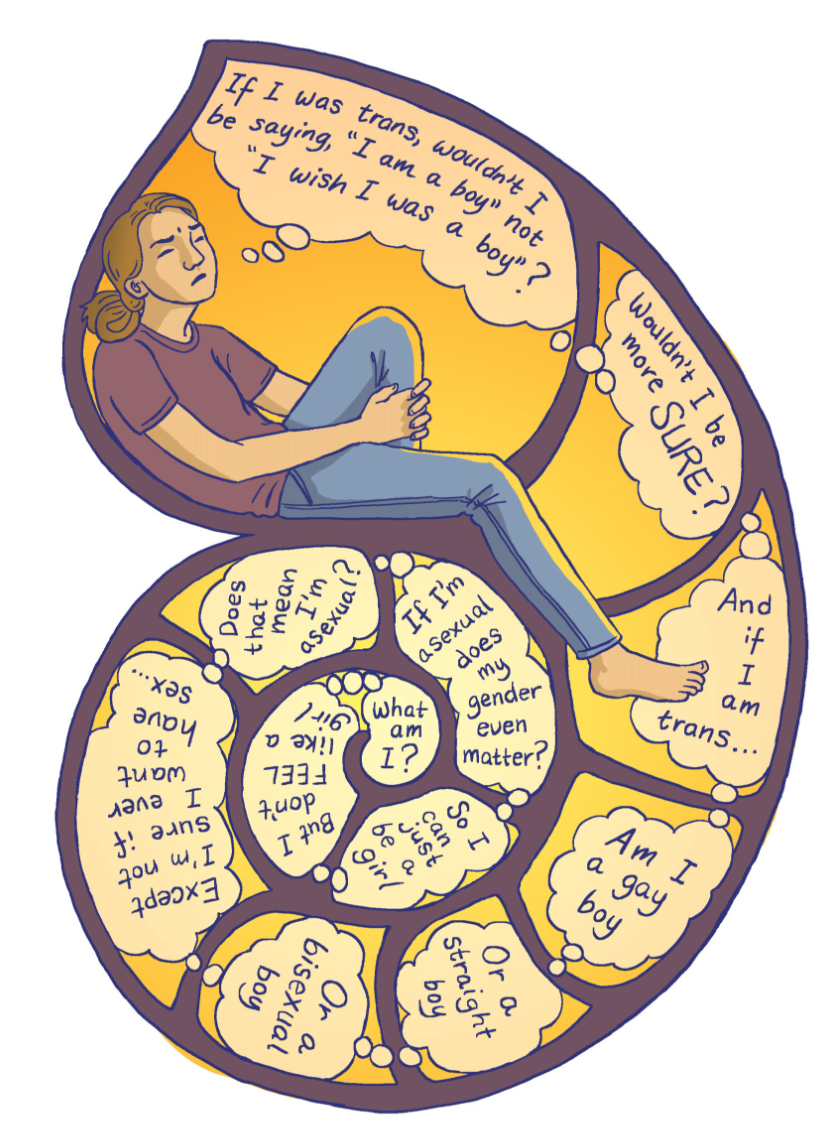 If I was trans, wouldn't I
be saying, "I am a boy" not
"I wish I was a boy"?
Wouldn't I be
more SURE?
And
if
I
am
trans...
Am I
a gay
boy
Or a
straight
boy
Or a
bisexual
boy
Except
I'm not
sure if
I ever
want
to
have
sex...
Does
that
mean
I'm
asexual?
If I'm
asexual
does
my
gender
even
matter?
So I
can
just
be a
girl
But I
don't
FEEL
like a
girl
What
am
I?